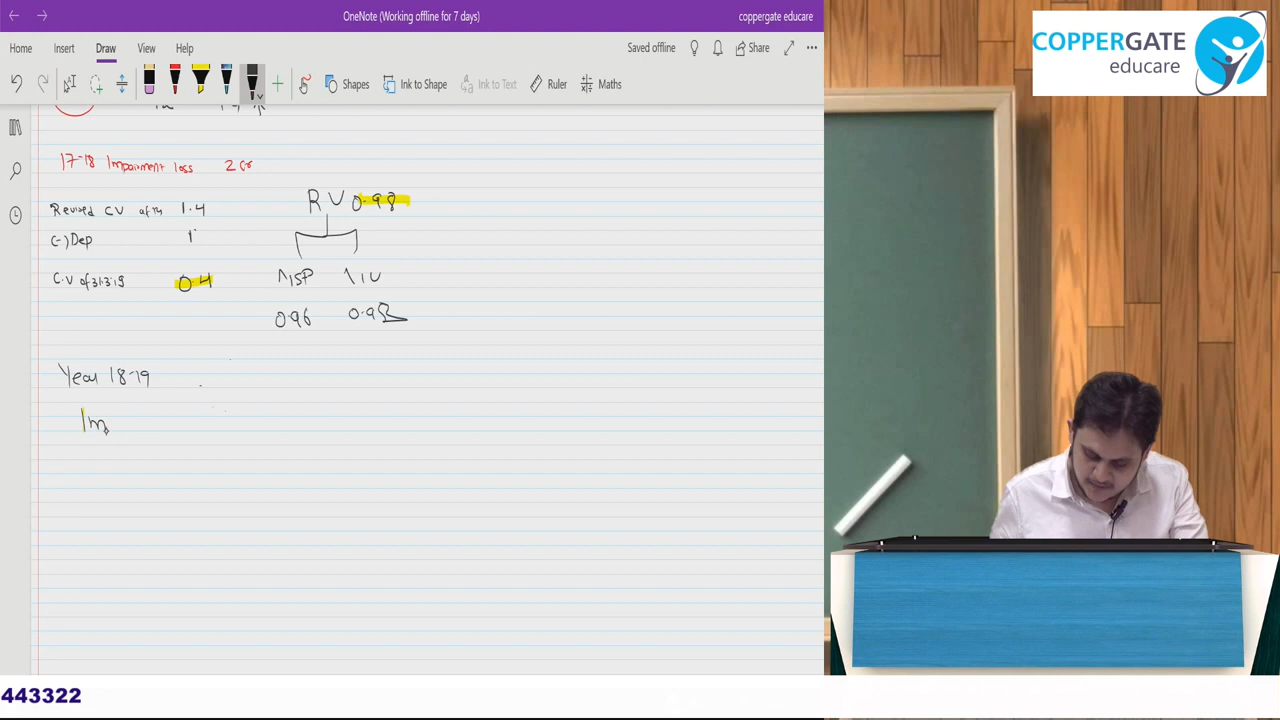 OneNote (Working offline for 7 days)
coppergate educare
Home Insert Draw View Help
Saved offline Share
Shapes Ink to Shape Ink to Text Ruler Maths
COPPERGATE
educare
17-18 Impairment loss 2 Cr
Revised CV 1.4
(-) Dep 1
C.V of 31.3.19 0.4
RV 0.98
NSP VIU
0.96
Year 18-19
Im
443322